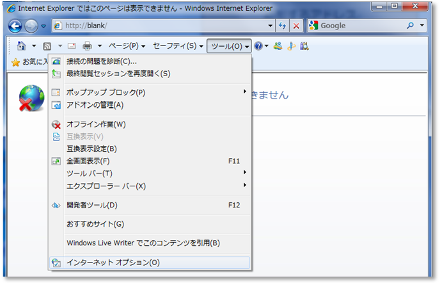 Internet Explorer ではこのページは表示できません - Windows Internet Explorer
http://blank/
Google
ページ(P) セーフティ(S) ツール(O)
お気に入
接続の問題を診断(C)...
最終閲覧セッションを再度開く(S)
ポップアップ ブロック(P)
アドオンの管理(A)
きません
オフライン作業(W)
互換表示(V)
互換表示設定(B)
全画面表示(F) F11
ツール バー(T)
エクスプローラー バー(X)
開発者ツール(D) F12
おすすめサイト(G)
Windows Live Writer でこのコンテンツを引用(B)
インターネット オプション(O)